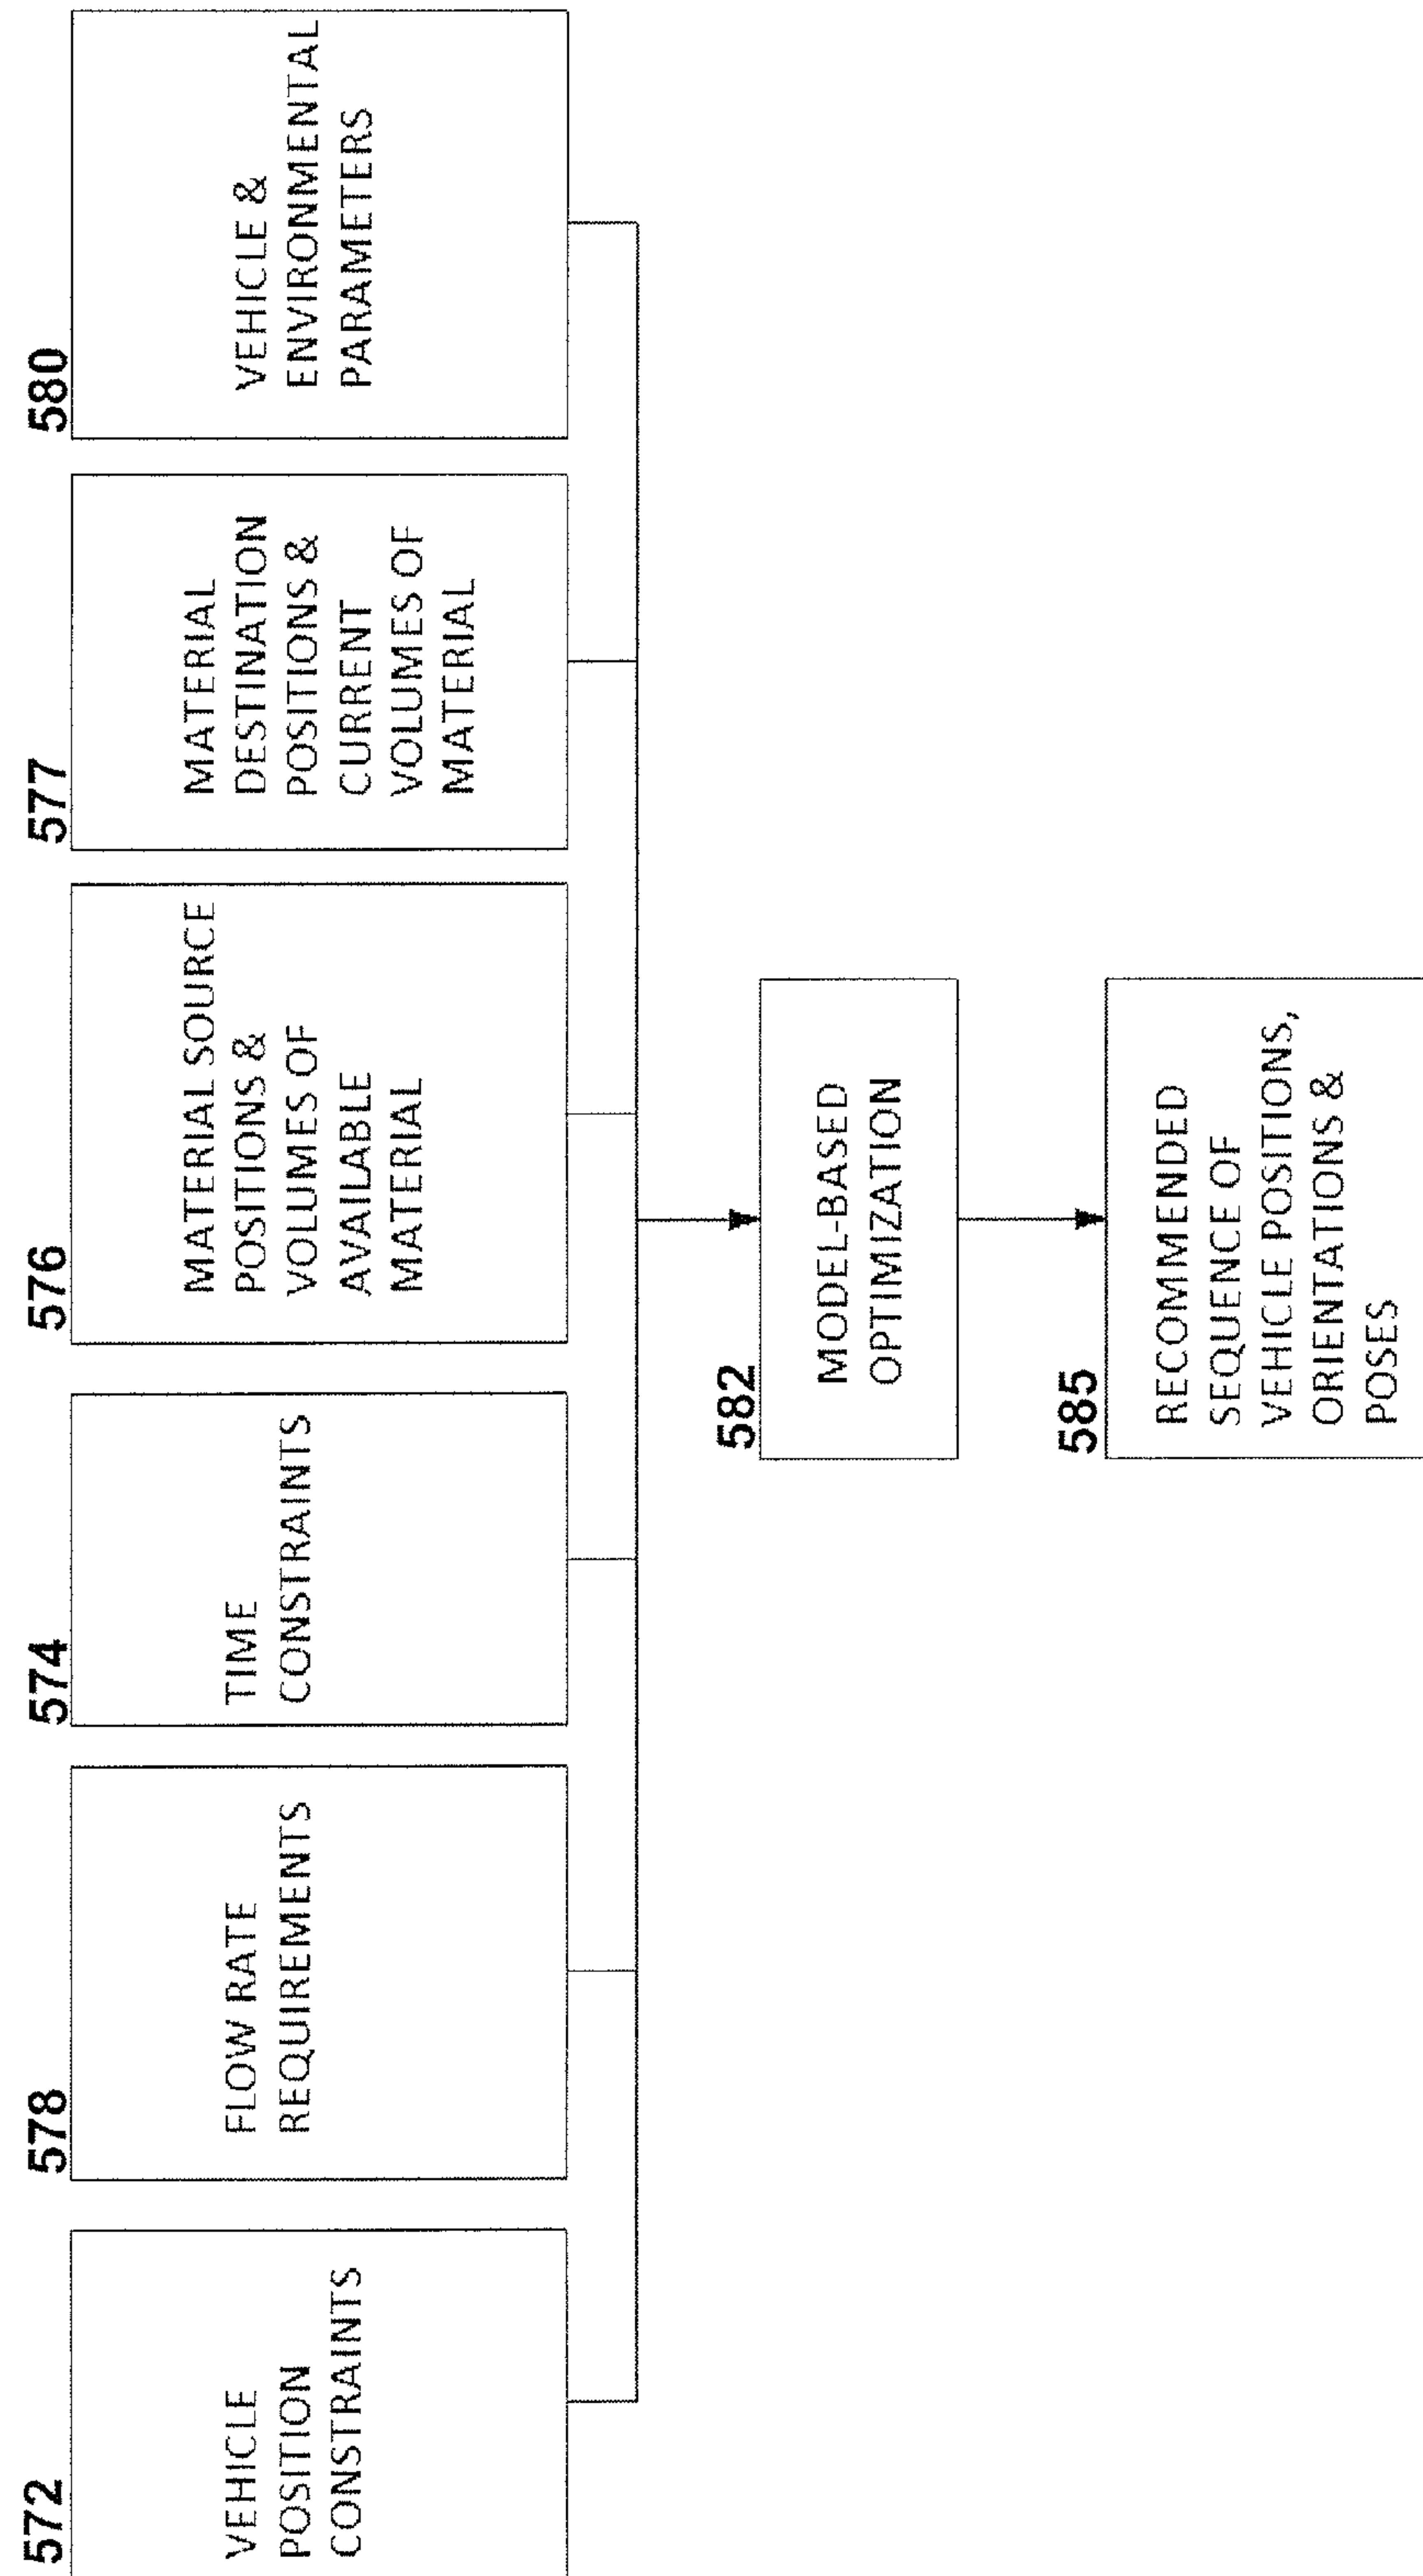 572
VEHICLE
POSITION
CONSTRAINTS
578
FLOW RATE
REQUIREMENTS
574
TIME
CONSTRAINTS
576
MATERIAL SOURCE
POSITIONS &
VOLUMES OF
AVAILABLE
MATERIAL
577
MATERIAL
DESTINATION
POSITIONS &
CURRENT
VOLUMES OF
MATERIAL
580
VEHICLE &
ENVIRONMENTAL
PARAMETERS
582
MODEL-BASED
OPTIMIZATION
585
RECOMMENDED
SEQUENCE OF
VEHICLE POSITIONS,
ORIENTATIONS &
POSES